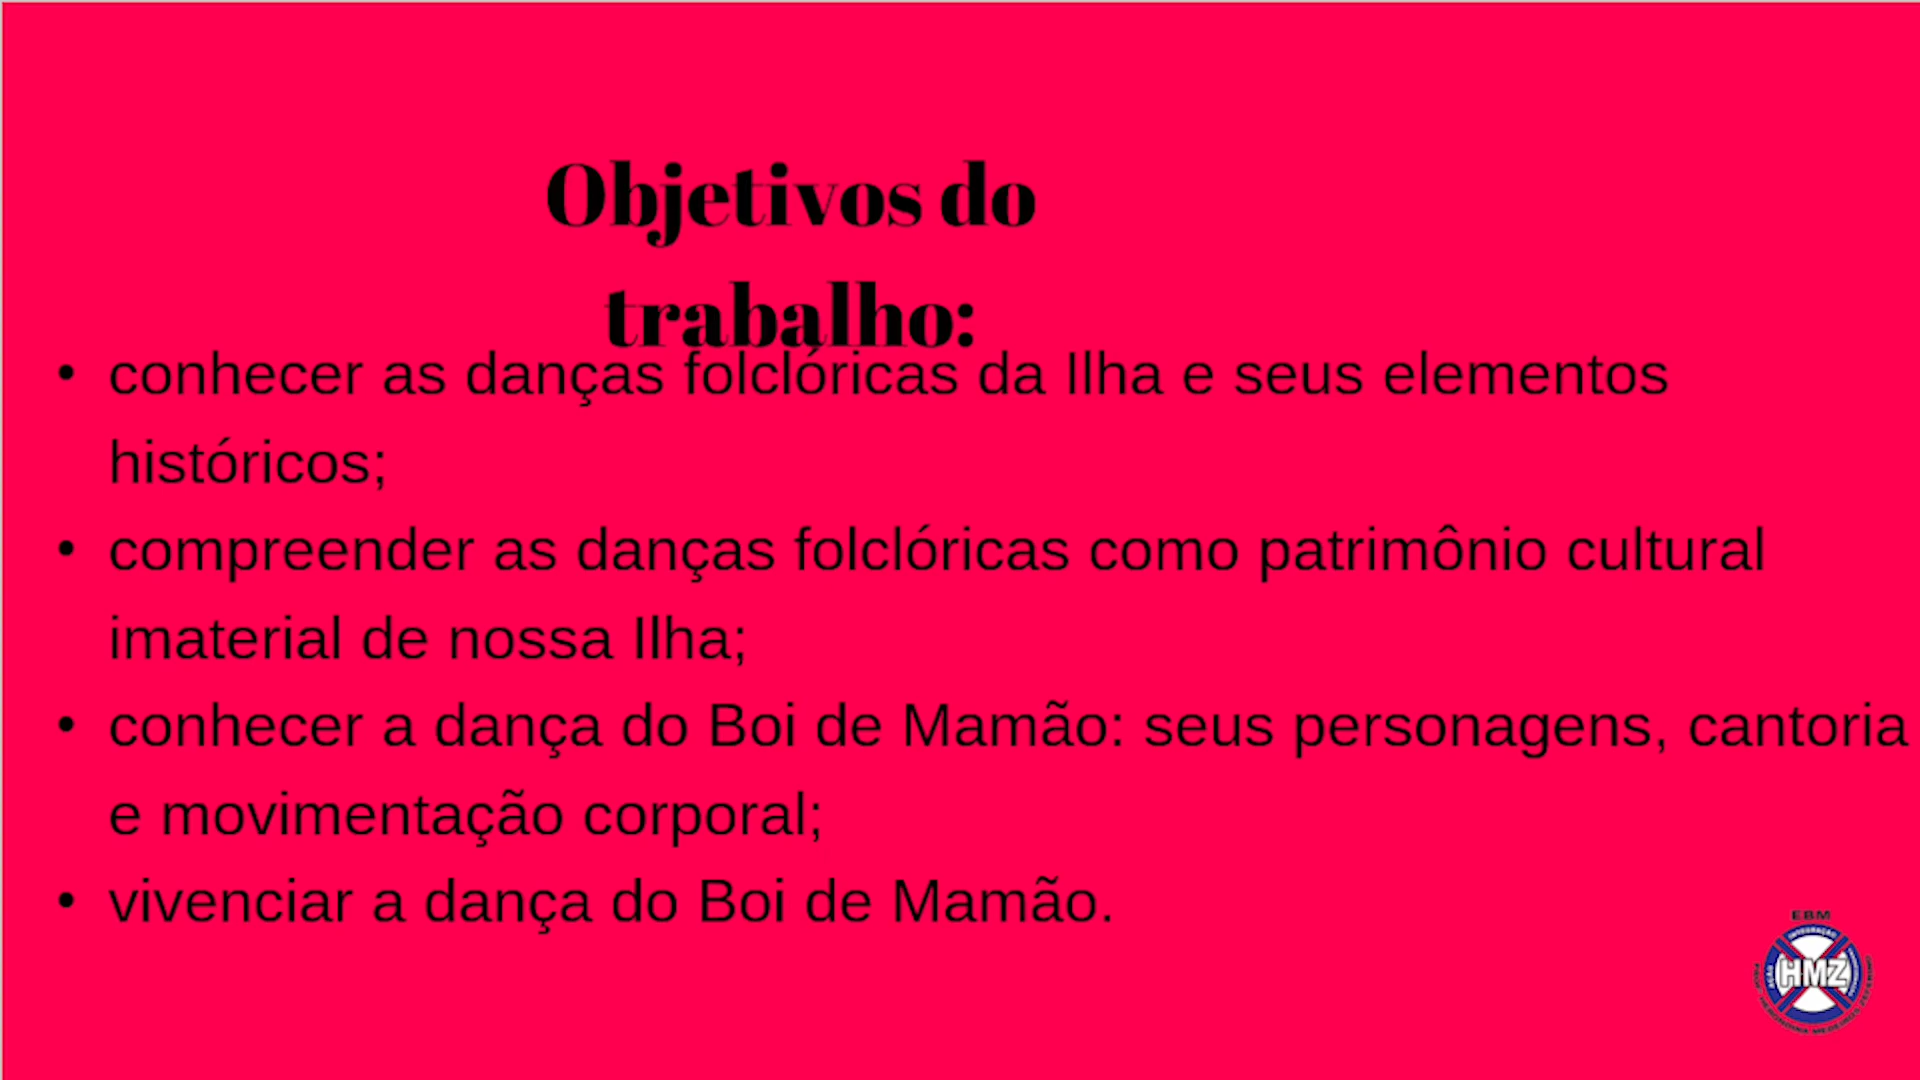 Objetivos do
trabalho:
• conhecer as danças folclóricas da Ilha e seus elementos
históricos;
• compreender as danças folclóricas como patrimônio cultural
imaterial de nossa Ilha;
• conhecer a dança do Boi de Mamão: seus personagens, cantoria
e movimentação corporal;
• vivenciar a dança do Boi de Mamão.
EBM
INTEGRAÇÃO
HMZ